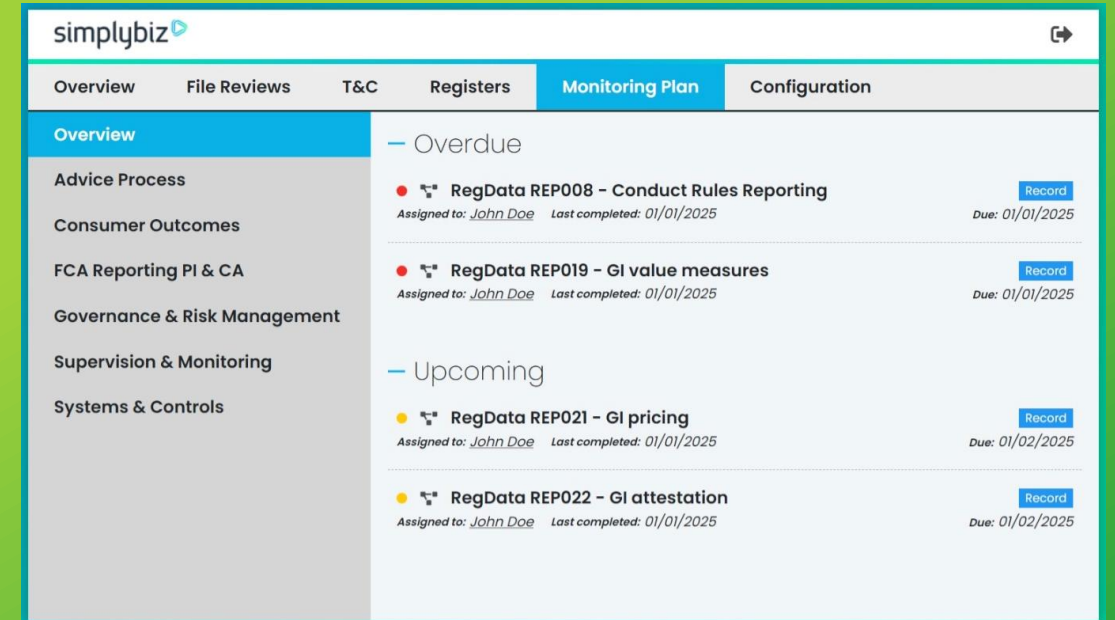 simplybiz
Overview File Reviews T&C Registers Monitoring Plan Configuration
Overview
Advice Process
Consumer Outcomes
FCA Reporting PI & CA
Governance & Risk Management
Supervision & Monitoring
Systems & Controls
Overdue
RegData REP008 - Conduct Rules Reporting Record
Assigned to: John Doe Last completed: 01/01/2025 Due: 01/01/2025
RegData REP019 - GI value measures Record
Assigned to: John Doe Last completed: 01/01/2025 Due: 01/01/2025
Upcoming
RegData REP021 - GI pricing Record
Assigned to: John Doe Last completed: 01/01/2025 Due: 01/02/2025
RegData REP022 - GI attestation Record
Assigned to: John Doe Last completed: 01/01/2025 Due: 01/02/2025